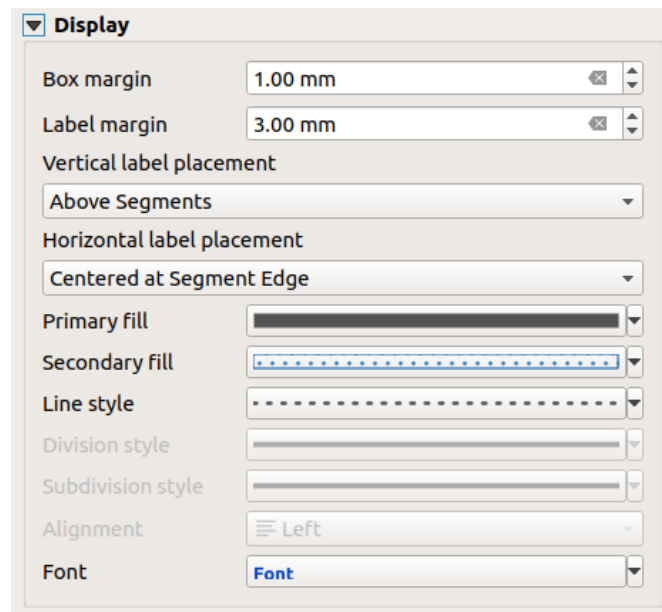 Display
Box margin 1.00 mm
Label margin 3.00 mm
Vertical label placement
Above Segments
Horizontal label placement
Centered at Segment Edge
Primary fill
Secondary fill
Line style
Division style
Subdivision style
Alignment Left
Font Font